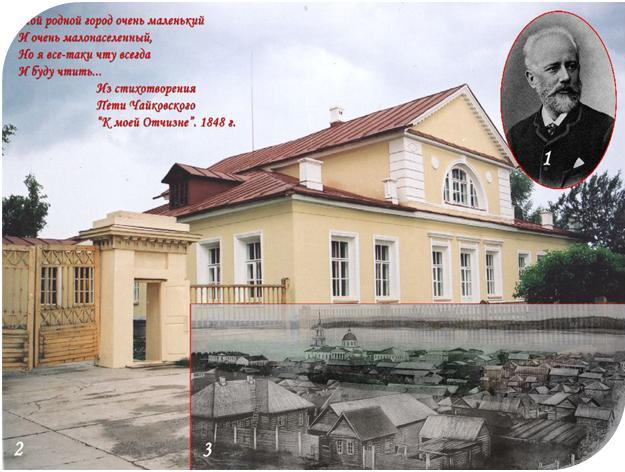 Мой родной город очень маленький
И очень малонаселенный,
Но я все-таки чту всегда
И буду чтить...
Из стихотворения
Пети Чайковского
"К моей Отчизне". 1848 г.
1
2
3